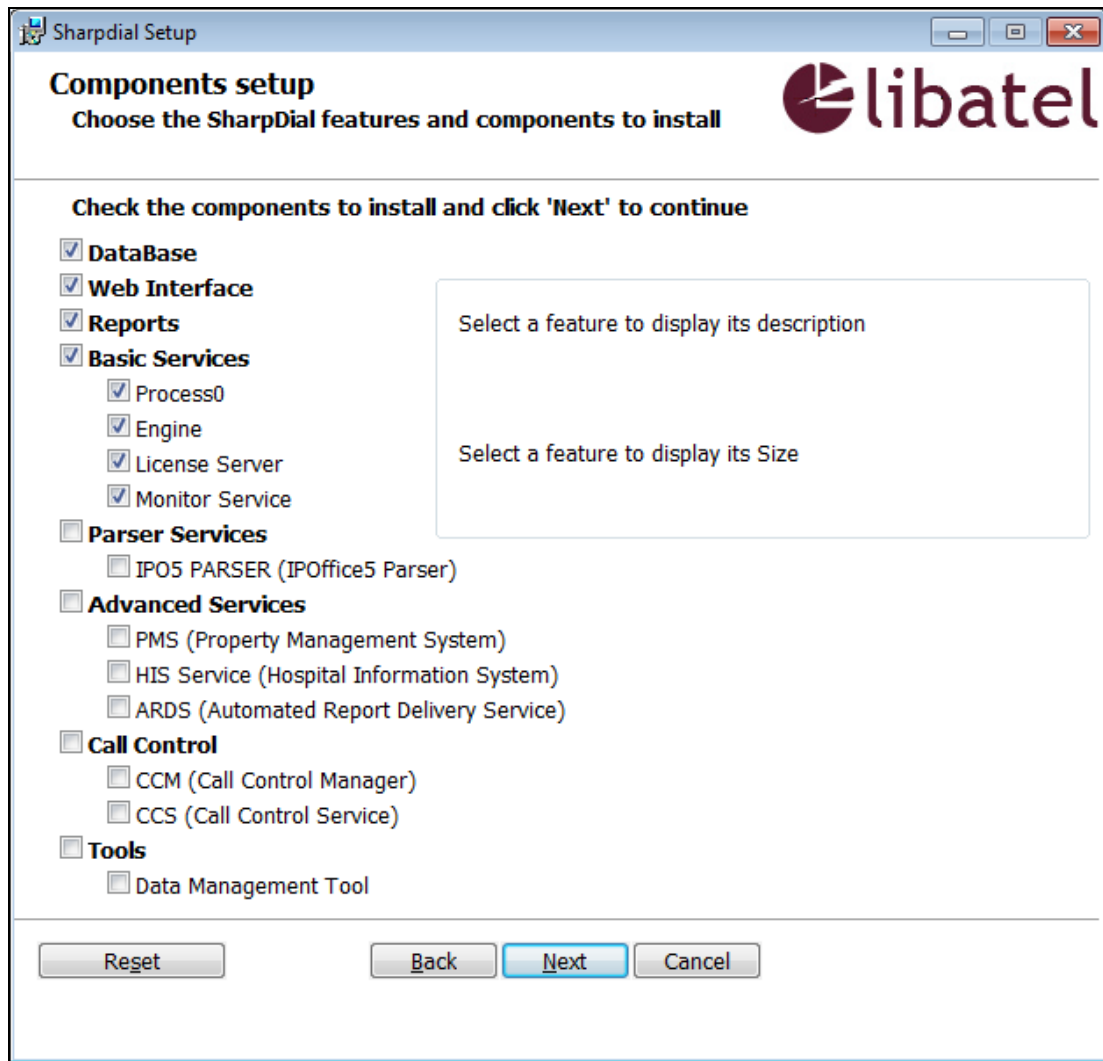 Sharpdial Setup
Components setup
Choose the SharpDial features and components to install
libatel
Check the components to install and click 'Next' to continue
DataBase
Web Interface
Reports
Basic Services
Process0
Engine
License Server
Monitor Service
Parser Services
IPO5 PARSER (IPOffice5 Parser)
Advanced Services
PMS (Property Management System)
HIS Service (Hospital Information System)
ARDS (Automated Report Delivery Service)
Call Control
CCM (Call Control Manager)
CCS (Call Control Service)
Tools
Data Management Tool
Select a feature to display its description
Select a feature to display its Size
Reset
Back
Next
Cancel